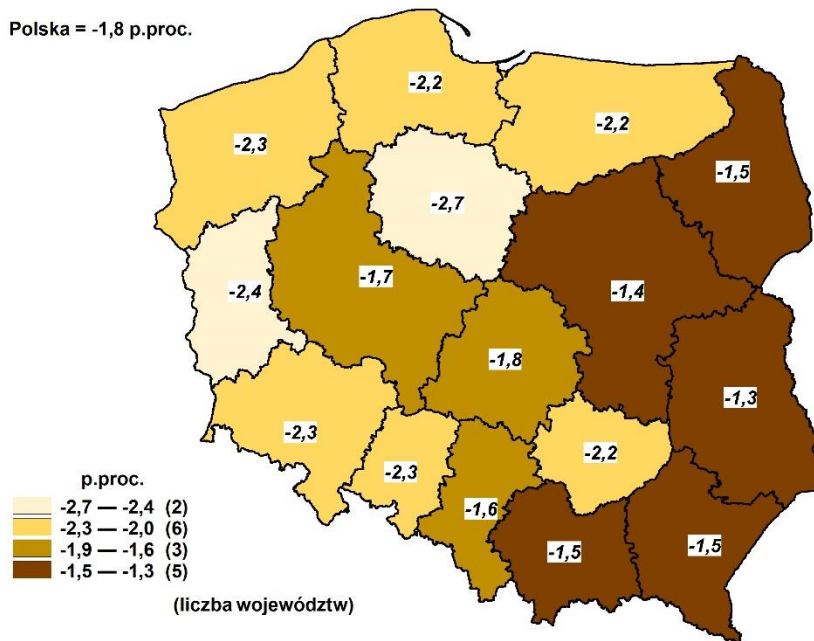 Polska = -1,8 p.proc.
-2,2
-2,3
-2,2
-1,5
-2,7
-1,7
-2,4
-1,4
-1,8
-1,3
-2,3
-2,2
-2,3
-1,6
-1,5
-1,5
p.proc.
-2,7 — -2,4 (2)
-2,3 — -2,0 (6)
-1,9 — -1,6 (3)
-1,5 — -1,3 (5)
(liczba województw)